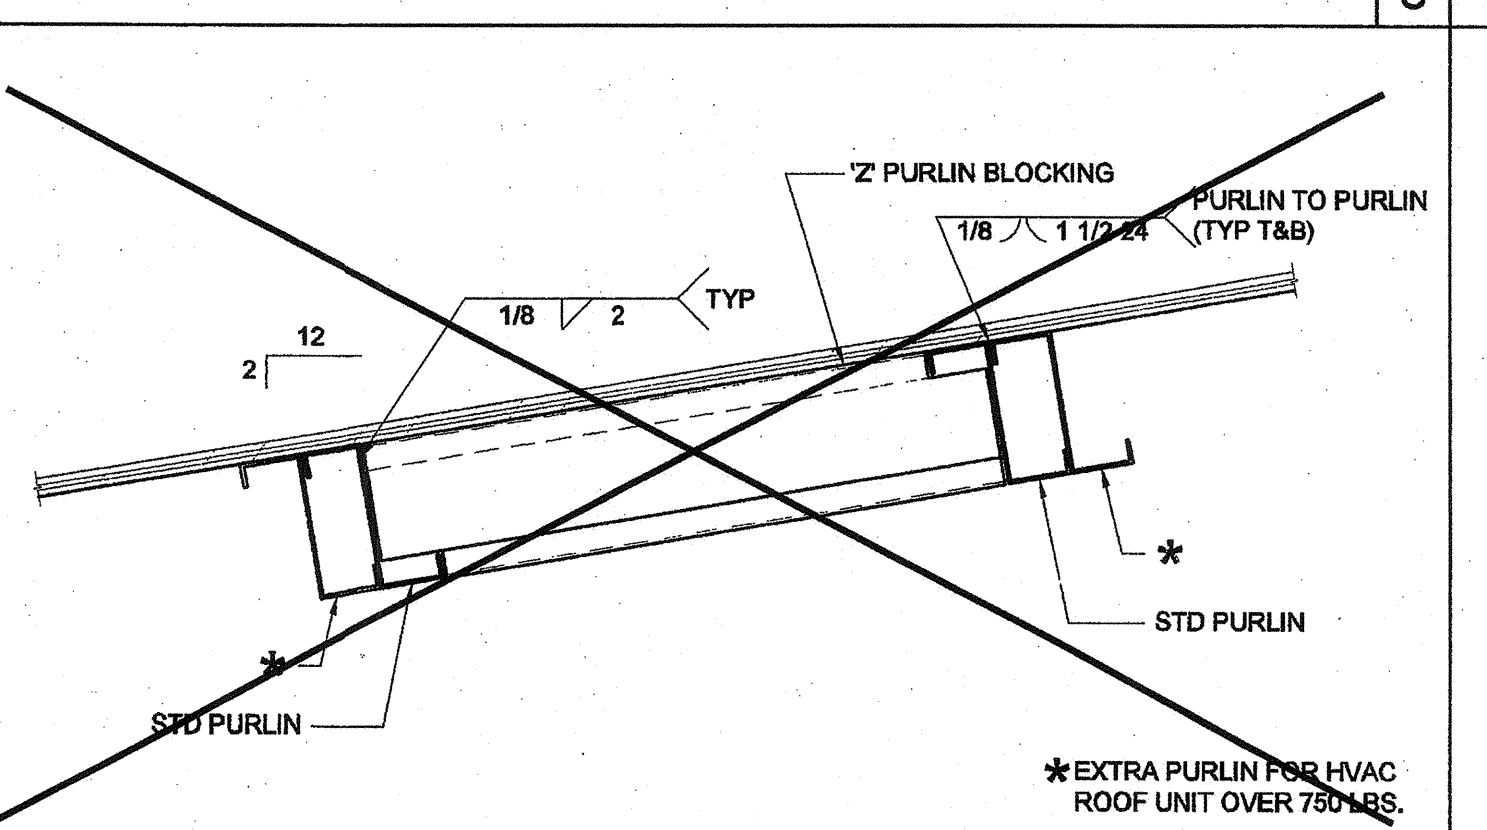 'Z' PURLIN BLOCKING
PURLIN TO PURLIN
1/8 1 1/2 24 (TYP T&B)
1/8 2 TYP
12
2
*
STD PURLIN
*
STD PURLIN
* EXTRA PURLIN FOR HVAC
ROOF UNIT OVER 750 LBS.